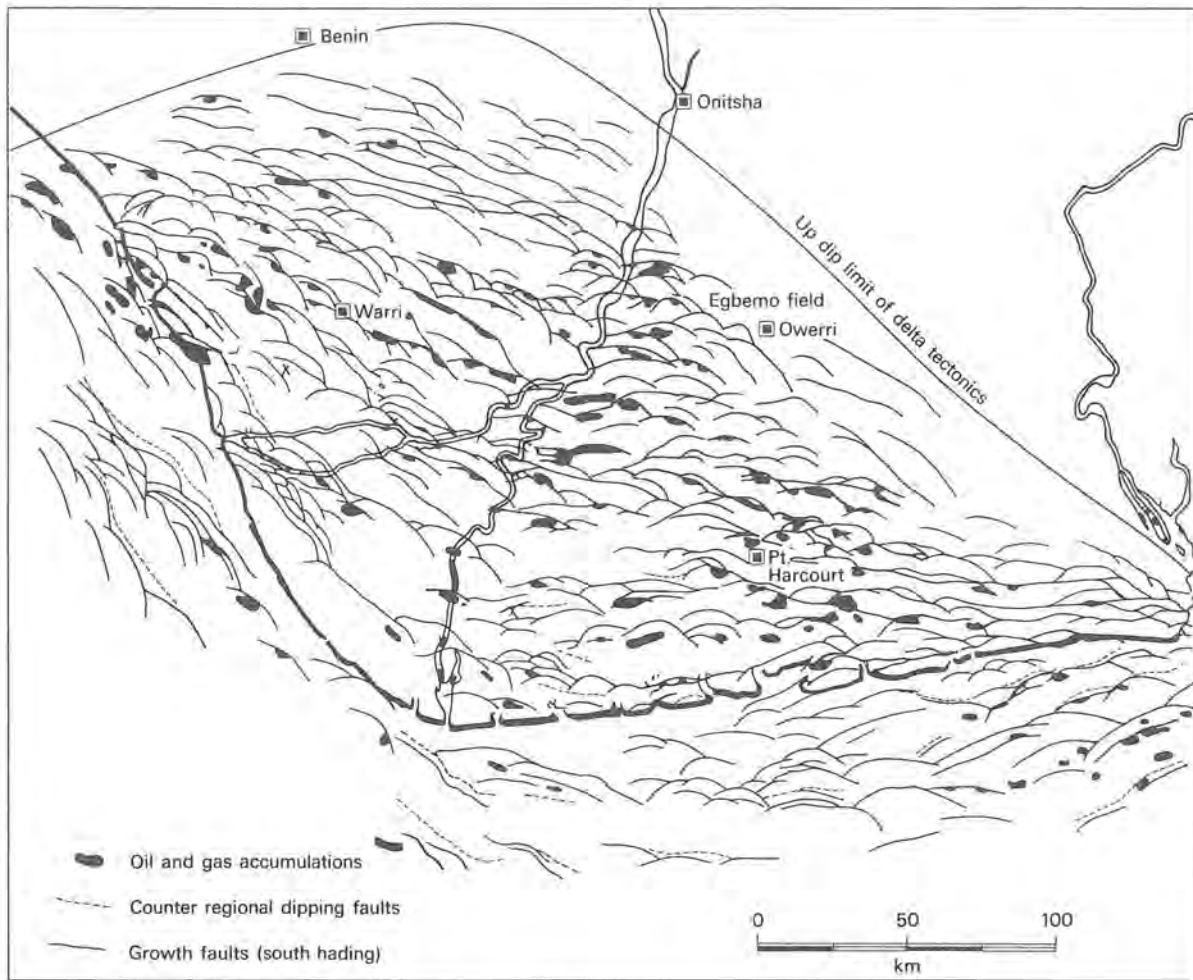 Benin
Onitsha
Up dip limit of delta tectonics
Egbemo field
Warri
Owerri
Pt.
Harcourt
Oil and gas accumulations
Counter regional dipping faults
Growth faults (south hading)
0 50 100
km